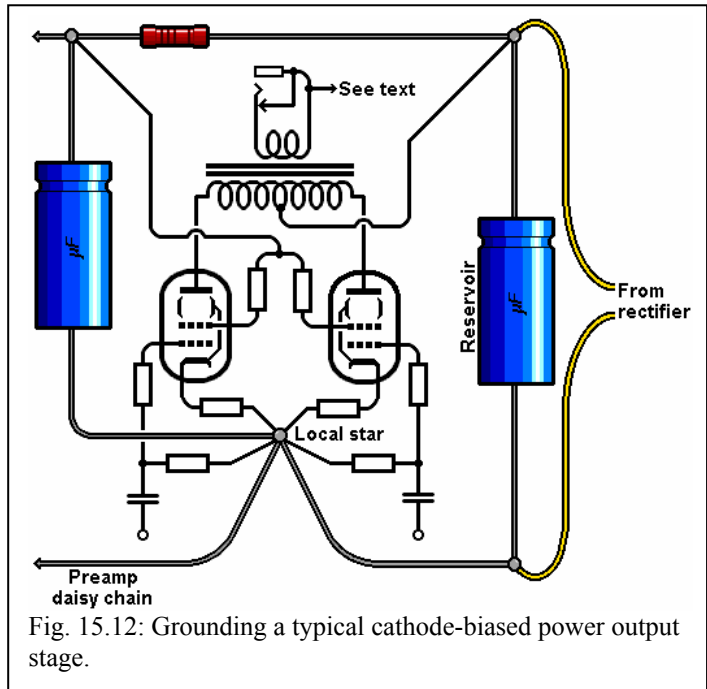 See text
µF
Reservoir
µF
From
rectifier
Local star
Preamp
daisy chain
Fig. 15.12: Grounding a typical cathode-biased power output
stage.